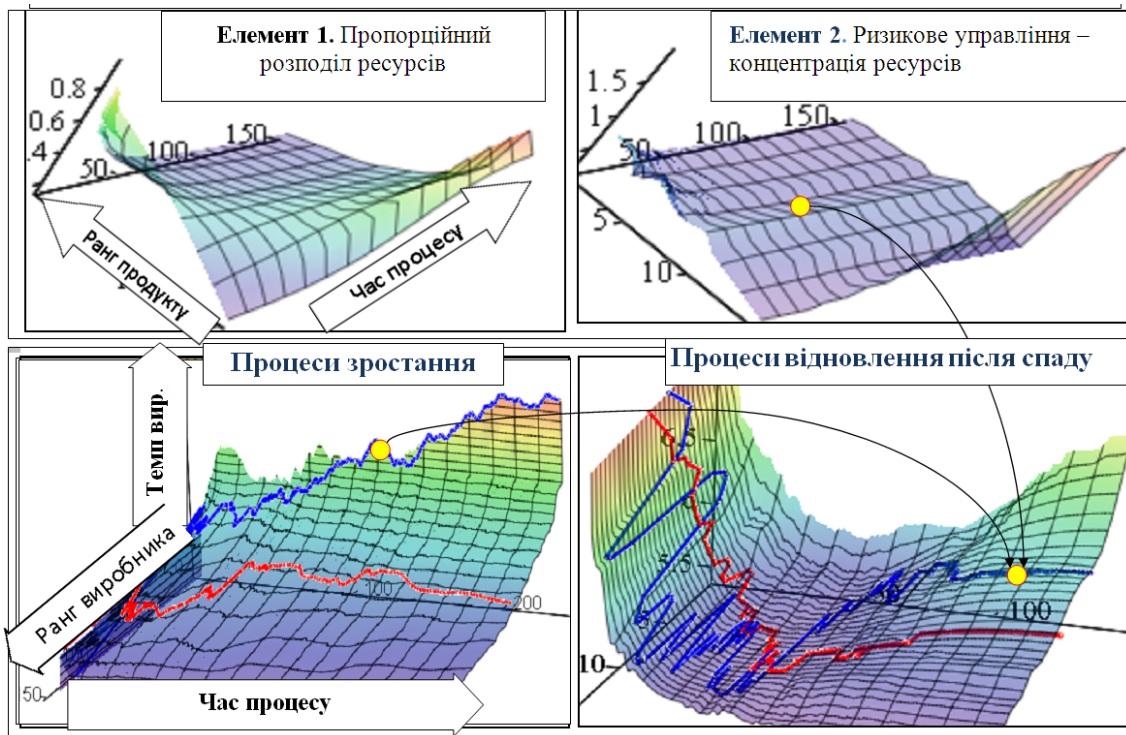 Елемент 1. Пропорційний
розподіл ресурсів
0.8
0.6
.4
50
100
150
Ранг продукту
Час процесу
Елемент 2. Ризикове управління –
концентрація ресурсів
1.5
1
50
100
150
5
10
Процеси зростання
Темп вир.
Ранг виробника
100
200
50
Час процесу
Процеси відновлення після спаду
6.5
5
100
10